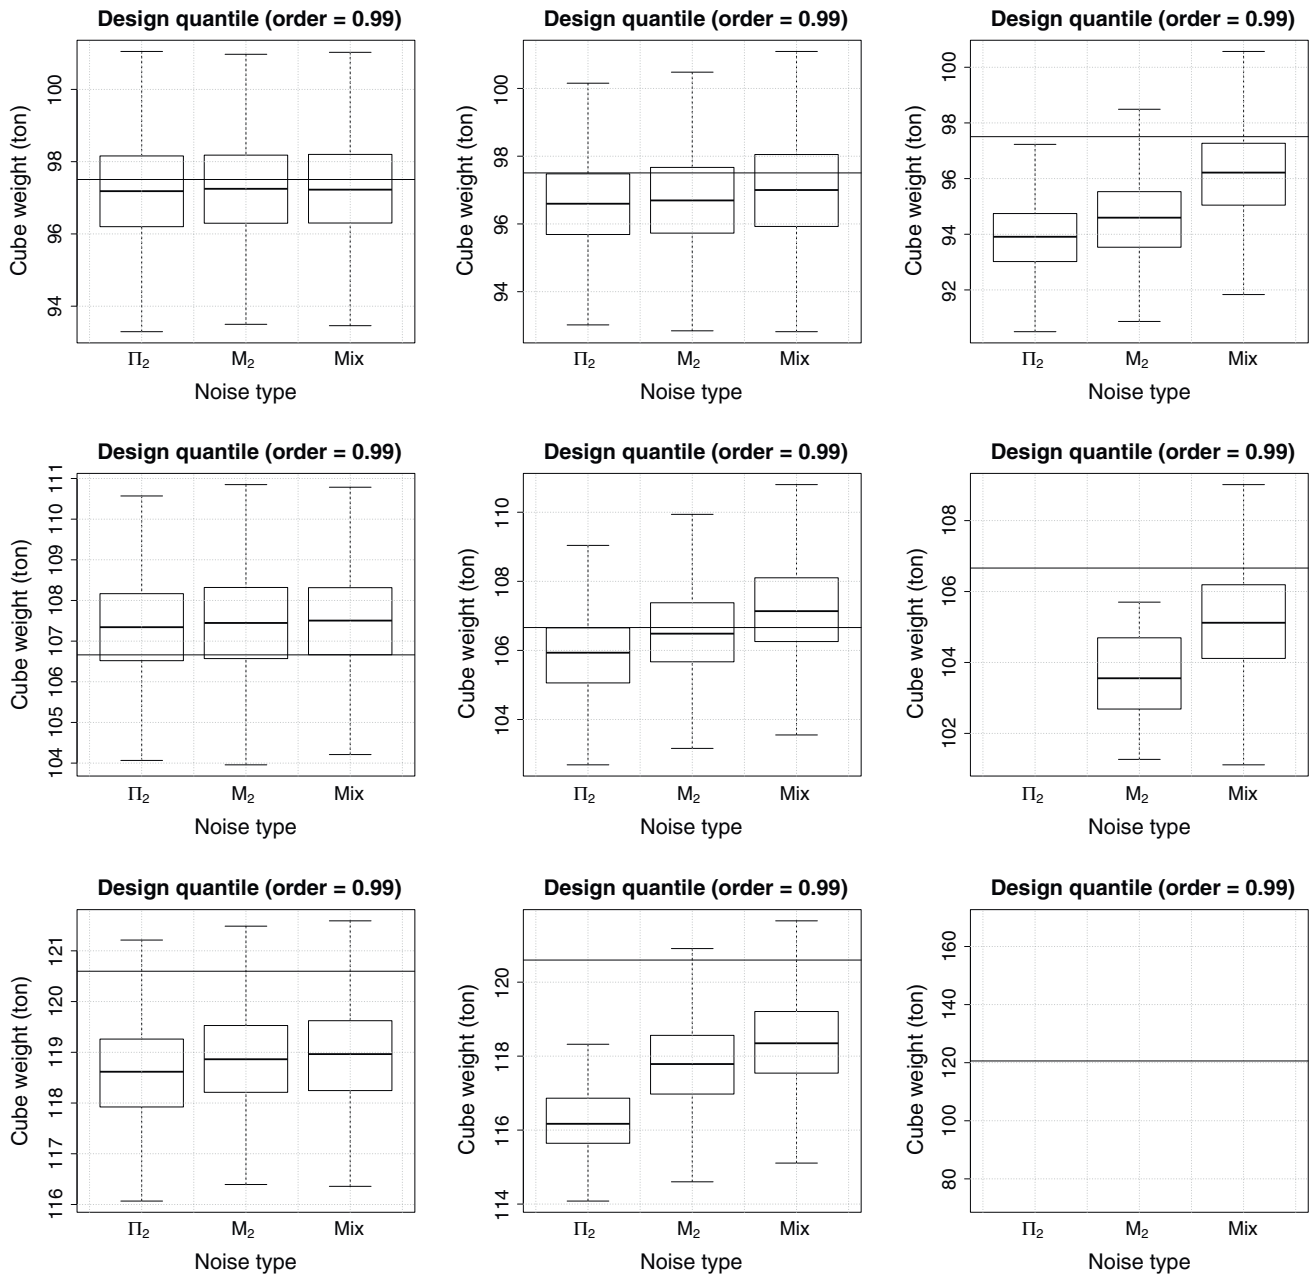 Design quantile (order = 0.99)
Cube weight (ton)
100
98
96
94
Π₂
M₂
Mix
Noise type
Design quantile (order = 0.99)
Cube weight (ton)
100
98
96
94
Π₂
M₂
Mix
Noise type
Design quantile (order = 0.99)
Cube weight (ton)
100
98
96
94
92
Π₂
M₂
Mix
Noise type
Design quantile (order = 0.99)
Cube weight (ton)
111
110
109
108
107
106
105
104
Π₂
M₂
Mix
Noise type
Design quantile (order = 0.99)
Cube weight (ton)
110
108
106
104
Π₂
M₂
Mix
Noise type
Design quantile (order = 0.99)
Cube weight (ton)
108
106
104
102
Π₂
M₂
Mix
Noise type
Design quantile (order = 0.99)
Cube weight (ton)
121
120
119
118
117
116
Π₂
M₂
Mix
Noise type
Design quantile (order = 0.99)
Cube weight (ton)
120
118
116
114
Π₂
M₂
Mix
Noise type
Design quantile (order = 0.99)
Cube weight (ton)
160
140
120
100
80
Π₂
M₂
Mix
Noise type